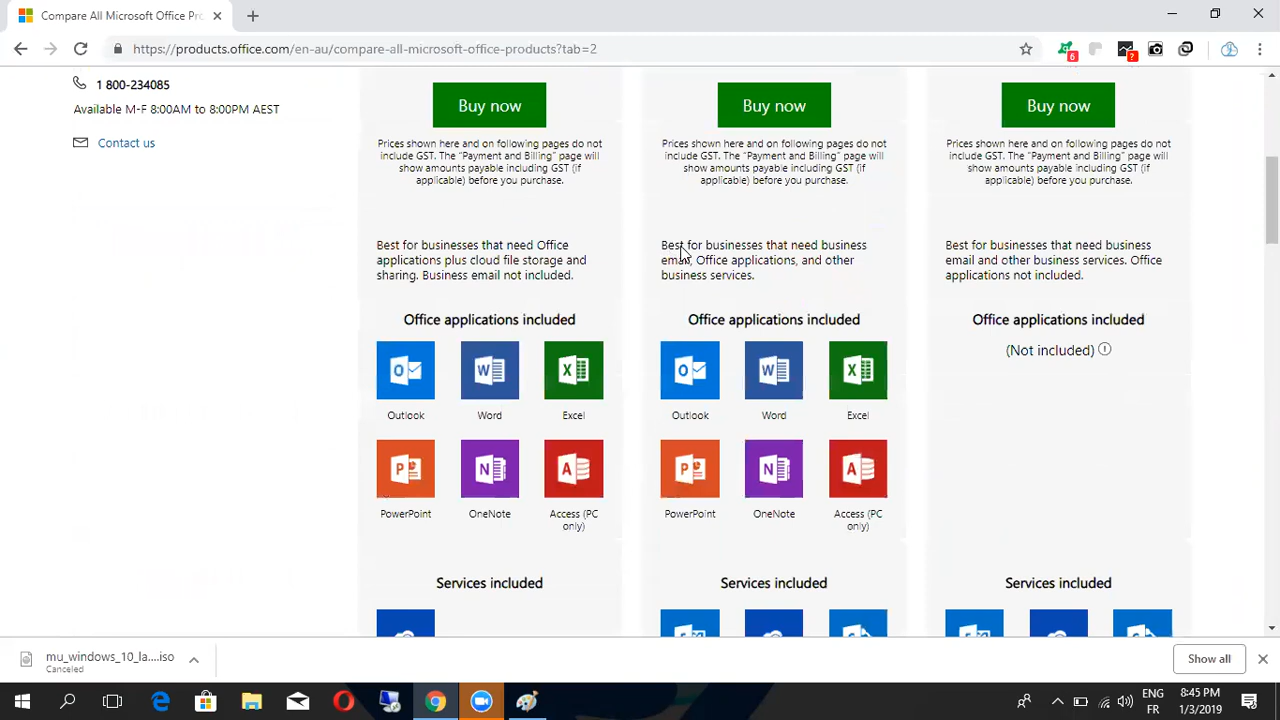 Compare All Microsoft Office Pro
https://products.office.com/en-au/compare-all-microsoft-office-products?tab=2
6
?
1 800-234085
Available M-F 8:00AM to 8:00PM AEST
Contact us
Buy now
Prices shown here and on following pages do not
include GST. The "Payment and Billing" page will
show amounts payable including GST (if
applicable) before you purchase.
Best for businesses that need Office
applications plus cloud file storage and
sharing. Business email not included.
Office applications included
Outlook
Word
Excel
PowerPoint
OneNote
Access (PC
only)
Services included
Buy now
Prices shown here and on following pages do not
include GST. The "Payment and Billing" page will
show amounts payable including GST (if
applicable) before you purchase.
Best for businesses that need business
email, Office applications, and other
business services.
Office applications included
Outlook
Word
Excel
PowerPoint
OneNote
Access (PC
only)
Services included
Buy now
Prices shown here and on following pages do not
include GST. The "Payment and Billing" page will
show amounts payable including GST (if
applicable) before you purchase.
Best for businesses that need business
email and other business services. Office
applications not included.
Office applications included
(Not included)
Services included
mu_windows_10_la....iso
Canceled
Show all
ENG
FR
8:45 PM
1/3/2019